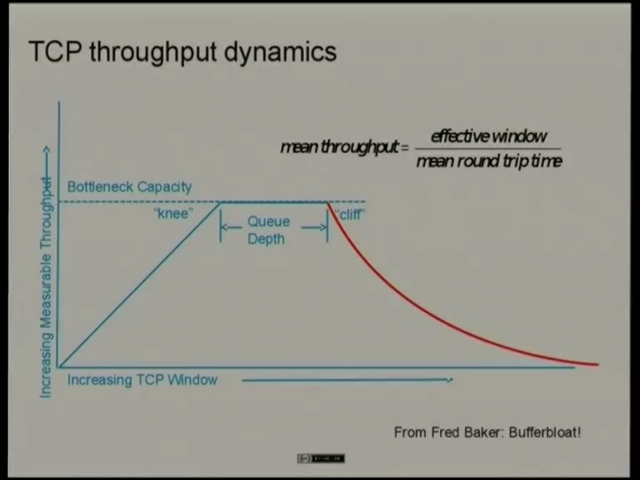 TCP throughput dynamics
mean throughput = effective window
mean round trip time
Bottleneck Capacity
"knee"
"cliff"
Queue
Depth
Increasing Measurable Throughput
Increasing TCP Window
From Fred Baker: Bufferbloat!